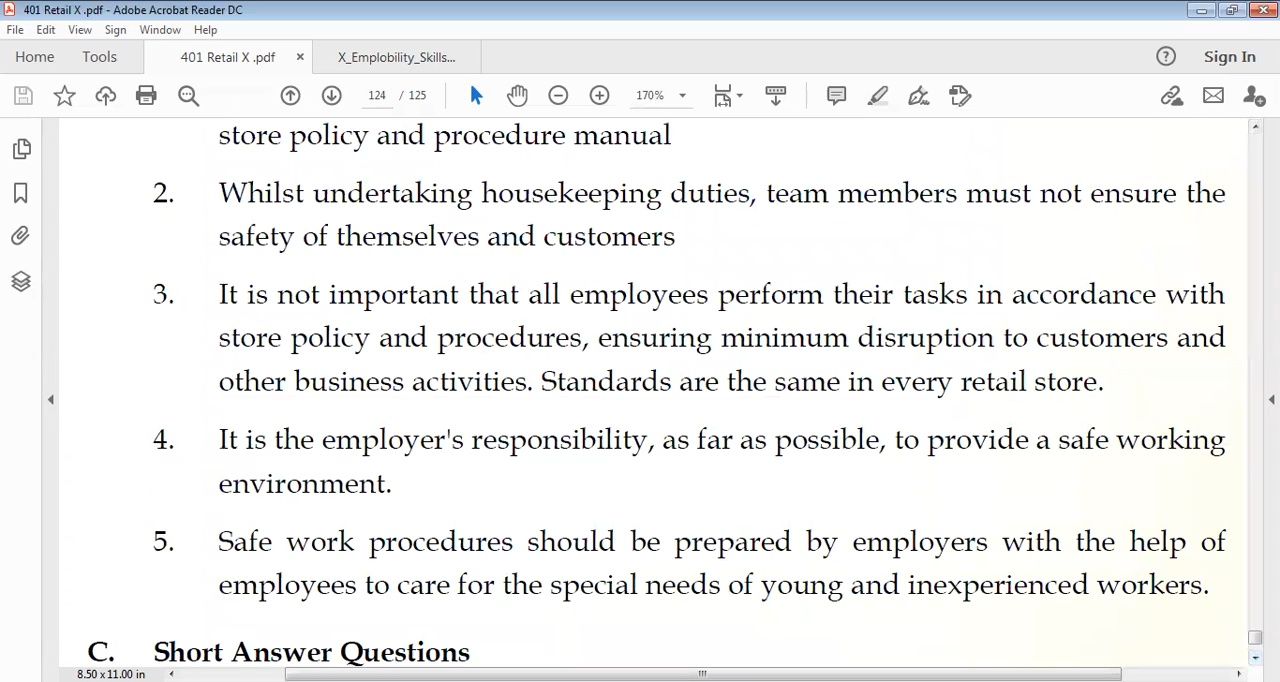 401 Retail X .pdf - Adobe Acrobat Reader DC
File Edit View Sign Window Help
Home Tools 401 Retail X .pdf × X_Emplobility_Skills... ? Sign In
124 / 125 170%
store policy and procedure manual
2. Whilst undertaking housekeeping duties, team members must not ensure the
safety of themselves and customers
3. It is not important that all employees perform their tasks in accordance with
store policy and procedures, ensuring minimum disruption to customers and
other business activities. Standards are the same in every retail store.
4. It is the employer's responsibility, as far as possible, to provide a safe working
environment.
5. Safe work procedures should be prepared by employers with the help of
employees to care for the special needs of young and inexperienced workers.
C. Short Answer Questions
8.50 x 11.00 in